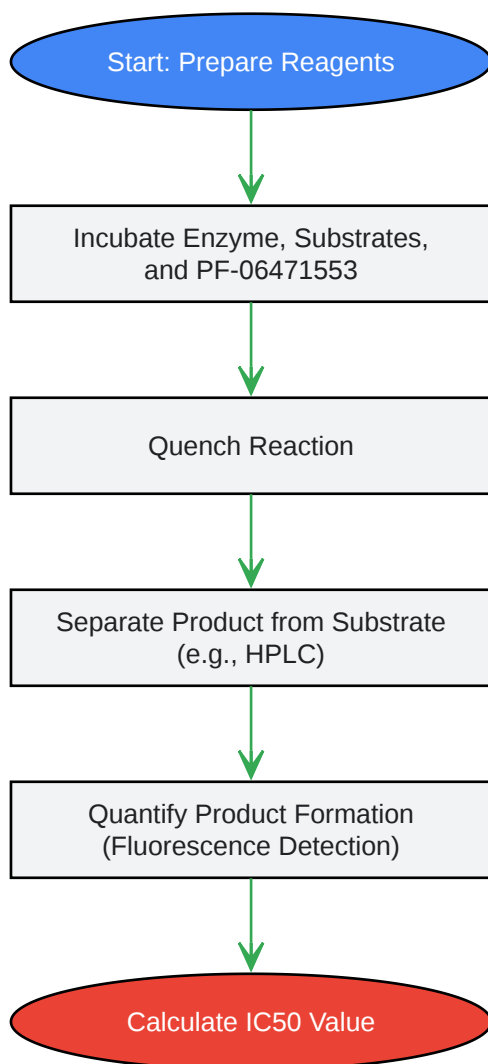 Start: Prepare Reagents
Incubate Enzyme, Substrates,
and PF-06471553
Quench Reaction
Separate Product from Substrate
(e.g., HPLC)
Quantify Product Formation
(Fluorescence Detection)
Calculate IC50 Value